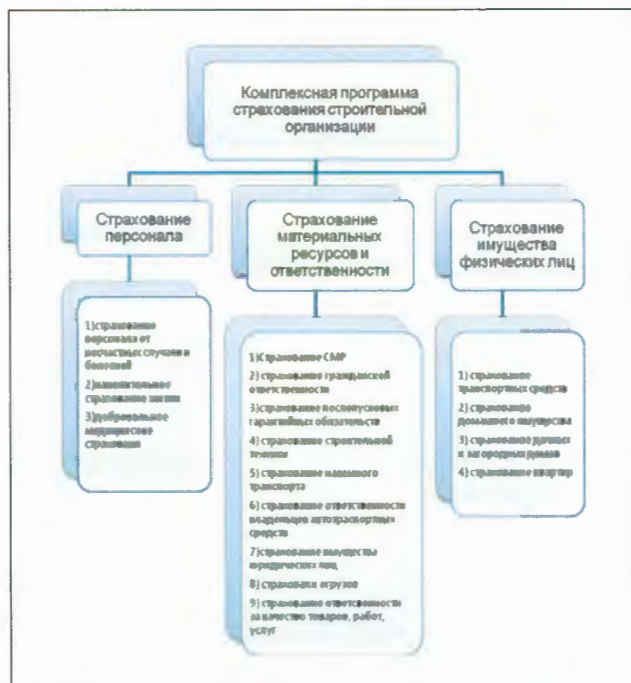 Комплексная программа
страхования строительной
организации
Страхование
персонала
Страхование
материальных
ресурсов и
ответственности
Страхование
имущества
физических лиц
1)страхование
персонала от
несчастных случаев и
болезней
2)накопительное
страхование жизни
3)добровольное
медицинское
1)Страхование СМР
2) страхование гражданской
ответственности
3)страхование послепусковых
гарантийных обязательств
4) страхование строительной
техники
5) страхование наземного
транспорта
6) страхование ответственности
владельцев автотраспортных
средств
7)страхование имущества
юридических лиц
8)
9) страхование ответственности
за качество товаров, работ,
услуг
1) страхование
транспортных средств
2) страхование
домашнего имущества
3) страхование дачных
и загородных домов
4) страхование квартир